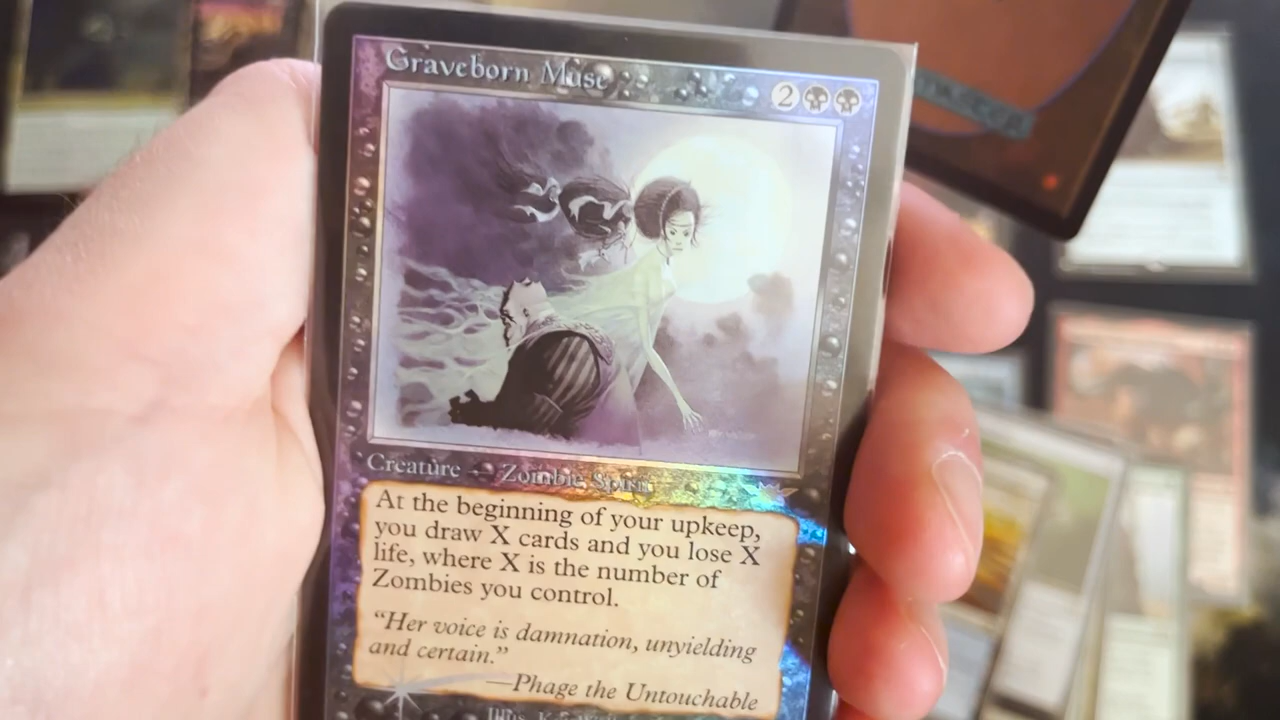 Graveborn Muse
2
Creature — Zombie Spirit
At the beginning of your upkeep,
you draw X cards and you lose X
life, where X is the number of
Zombies you control.
“Her voice is damnation, unyielding
and certain.”
—Phage the Untouchable
Illus.